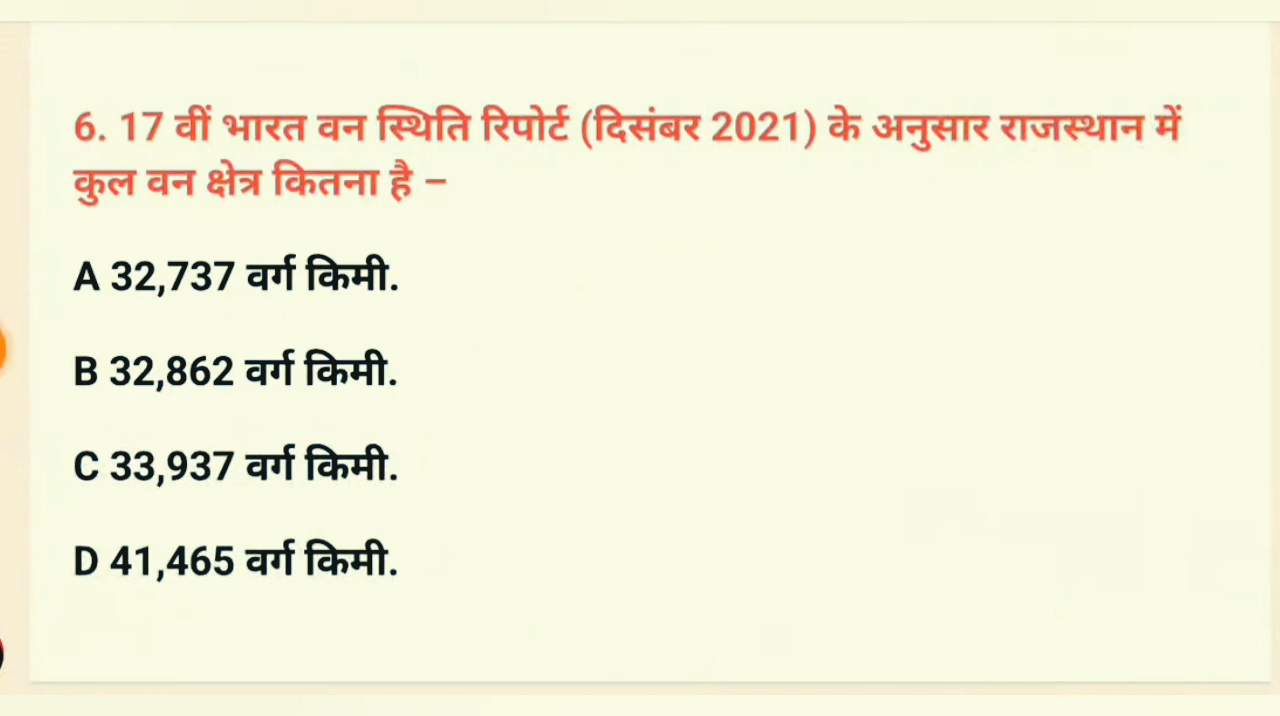 6. 17 वीं भारत वन स्थिति रिपोर्ट (दिसंबर 2021) के अनुसार राजस्थान में
कुल वन क्षेत्र कितना है –
A 32,737 वर्ग किमी.
B 32,862 वर्ग किमी.
C 33,937 वर्ग किमी.
D 41,465 वर्ग किमी.